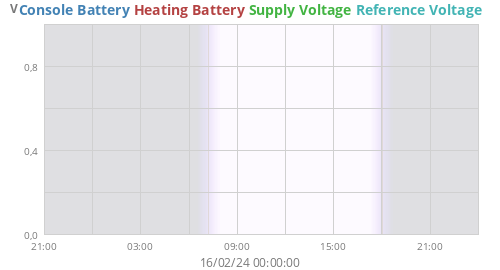 V Console Battery Heating Battery Supply Voltage Reference Voltage
0,8
0,4
0,0
21:00 03:00 09:00 15:00 21:00
16/02/24 00:00:00